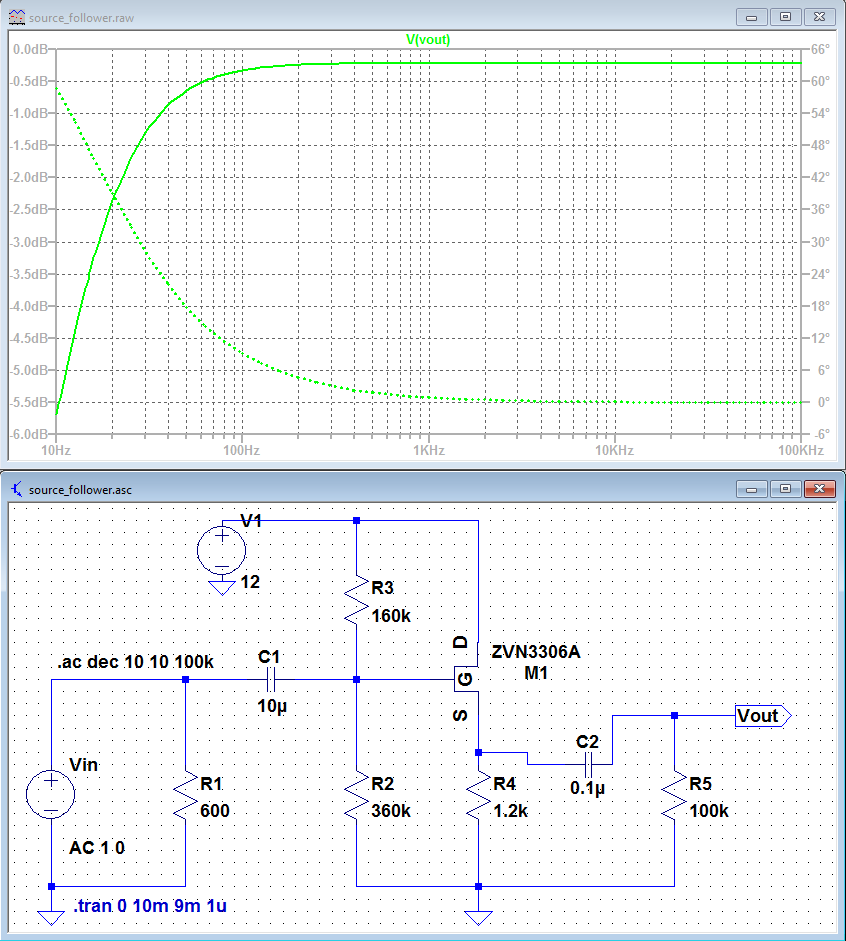 source_follower.raw
V(vout)
0.0dB
-0.5dB
-1.0dB
-1.5dB
-2.0dB
-2.5dB
-3.0dB
-3.5dB
-4.0dB
-4.5dB
-5.0dB
-5.5dB
-6.0dB
66°
60°
54°
48°
42°
36°
30°
24°
18°
12°
6°
0°
-6°
10Hz 100Hz 1KHz 10KHz 100KHz
source_follower.asc
V1
12
R3
160k
.ac dec 10 10 100k
C1
10µ
D
G
S
ZVN3306A
M1
Vin
AC 1 0
R1
600
R2
360k
R4
1.2k
C2
0.1µ
R5
100k
Vout
.tran 0 10m 9m 1u